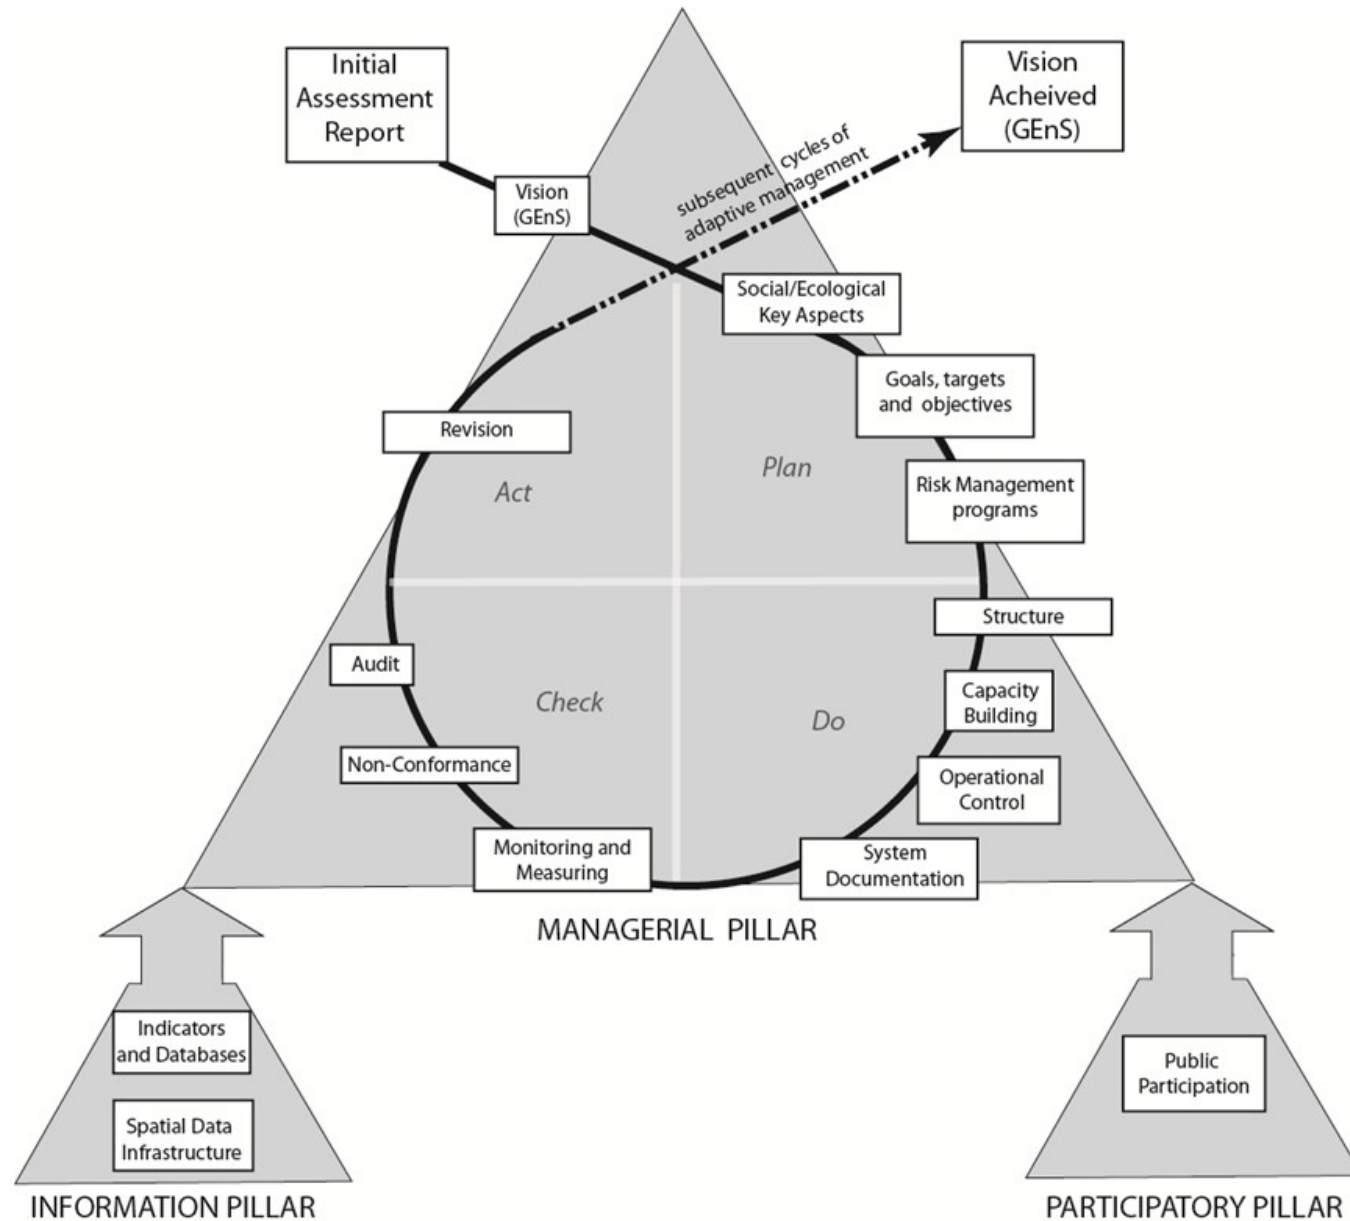 Initial
Assessment
Report
Vision
Acheived
(GEnS)
Vision
(GEnS)
subsequent cycles of
adaptive management
Social/Ecological
Key Aspects
Goals, targets
and objectives
Revision
Plan
Act
Risk Management
programs
Structure
Audit
Capacity
Building
Check
Do
Non-Conformance
Operational
Control
Monitoring and
Measuring
System
Documentation
MANAGERIAL PILLAR
Indicators
and Databases
Public
Participation
Spatial Data
Infrastructure
INFORMATION PILLAR
PARTICIPATORY PILLAR